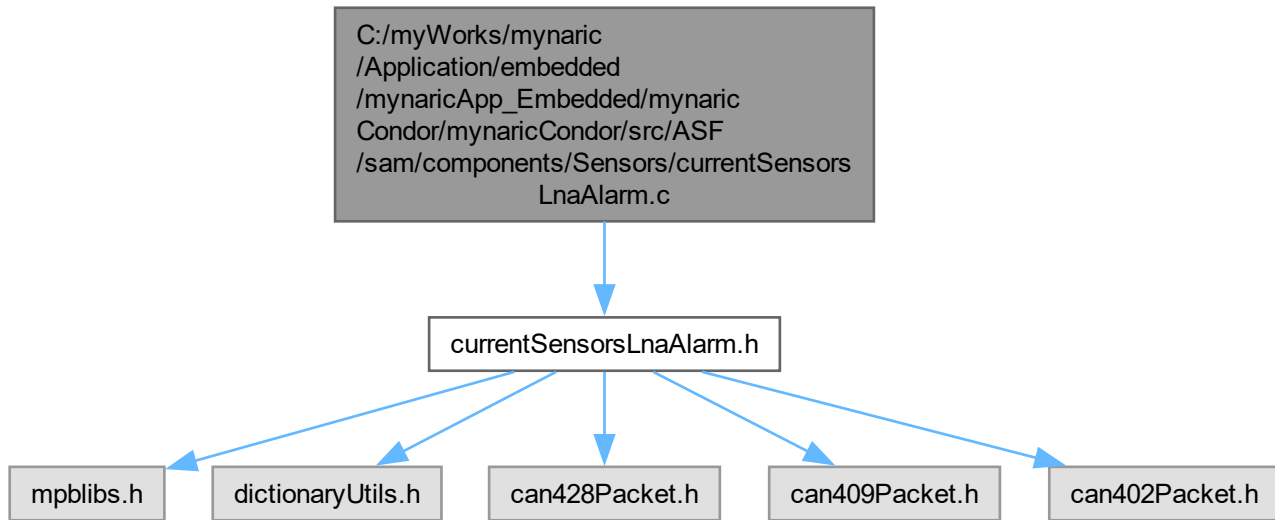 C:/myWorks/mynaric
/Application/embedded
/mynaricApp_Embedded/mynaric
Condor/mynaricCondor/src/ASF
/sam/components/Sensors/currentSensors
LnaAlarm.c
currentSensorsLnaAlarm.h
mpblibs.h
dictionaryUtils.h
can428Packet.h
can409Packet.h
can402Packet.h